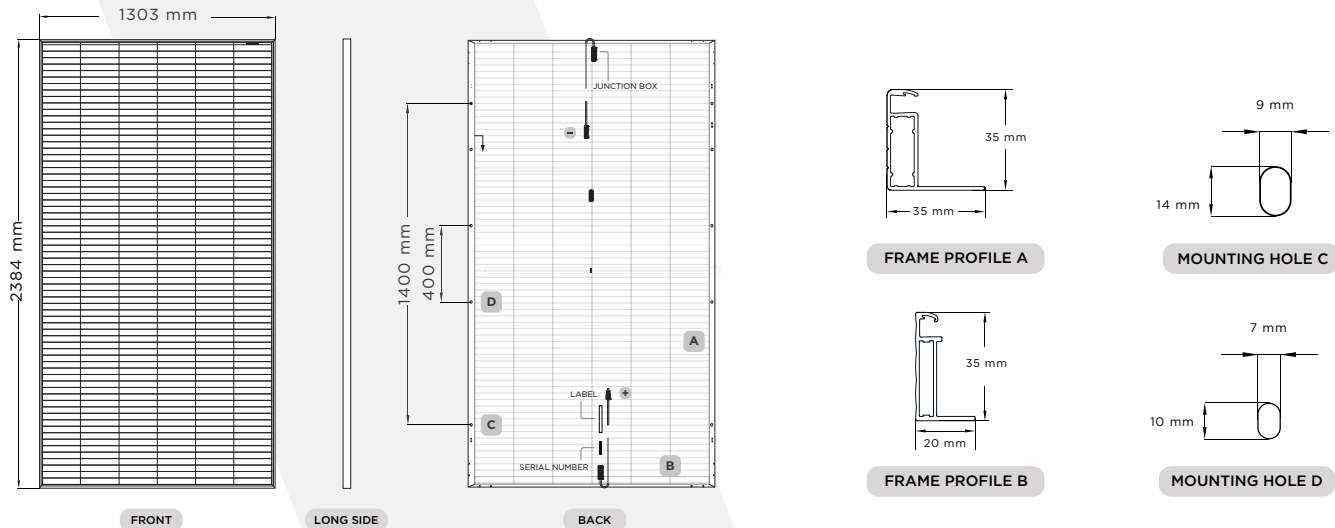 1303 mm
2384 mm
FRONT
LONG SIDE
JUNCTION BOX
−
1400 mm
400 mm
D
A
LABEL
+
C
SERIAL NUMBER
B
BACK
35 mm
35 mm
FRAME PROFILE A
9 mm
14 mm
MOUNTING HOLE C
35 mm
20 mm
FRAME PROFILE B
7 mm
10 mm
MOUNTING HOLE D